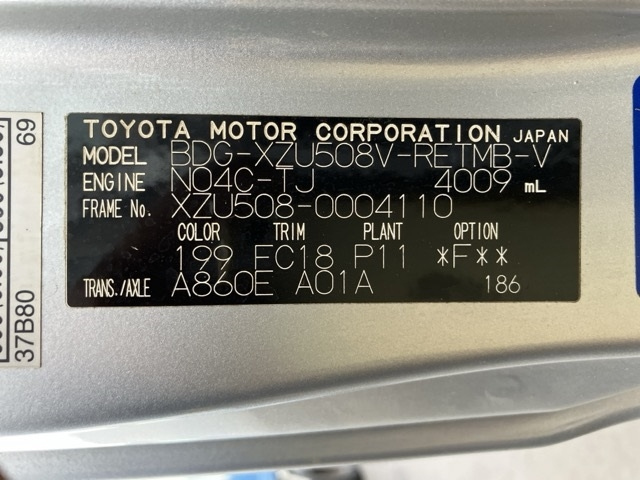 TOYOTA MOTOR CORPORATION JAPAN
MODEL BDG-XZU508V-RETMB-V
ENGINE N04C-TJ 4009 mL
FRAME No. XZU508-0004110
COLOR TRIM PLANT OPTION
199 FC18 P11 *F**
TRANS./AXLE A860E A01A 186
37B80
69